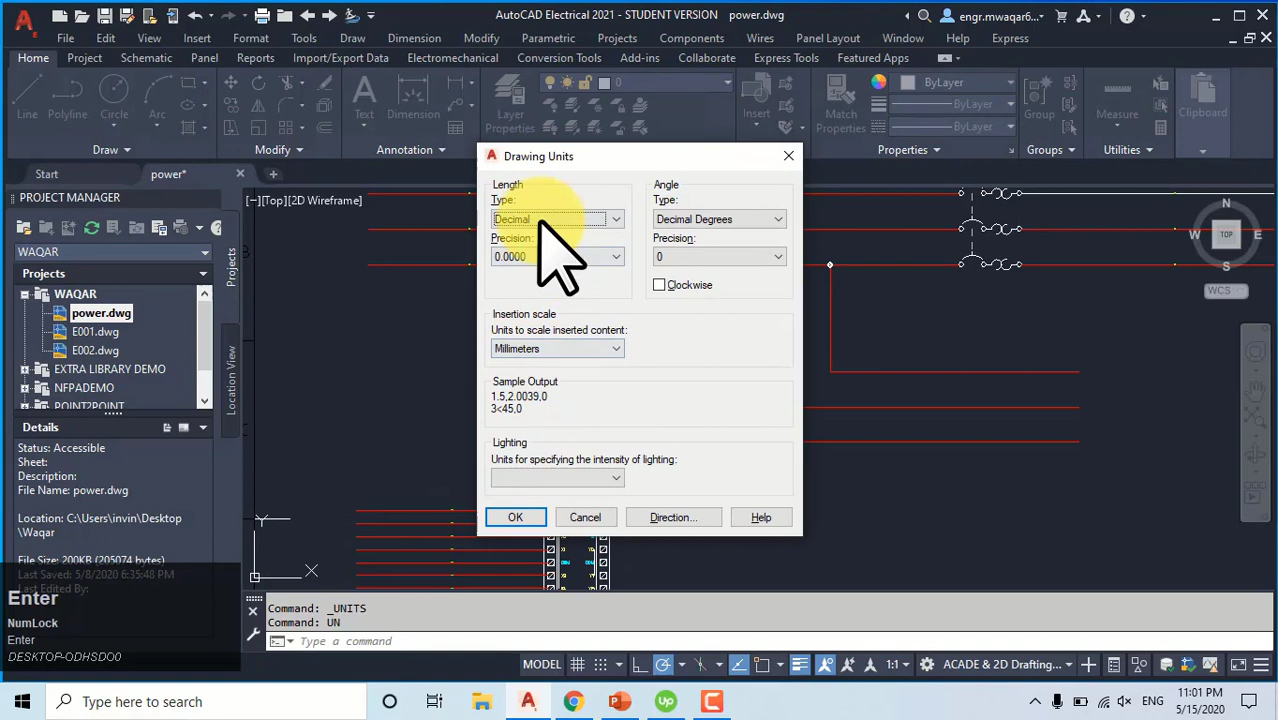 AutoCAD Electrical 2021 - STUDENT VERSION power.dwg
engr.mwaqar6...
File Edit View Insert Format Tools Draw Dimension Modify Parametric Projects Components Wires Panel Layout Window Help Express
Home Project Schematic Panel Reports Import/Export Data Electromechanical Conversion Tools Add-ins Collaborate Express Tools Featured Apps
Line Polyline Circle Arc
Text Dimension
Layer Properties
0
Insert
Match Properties
ByLayer
ByLayer
ByLayer
Group
Measure
Clipboard
Draw Modify Annotation Properties Groups Utilities
Start power*
PROJECT MANAGER
WAQAR
Projects
WAQAR
power.dwg
E001.dwg
E002.dwg
EXTRA LIBRARY DEMO
NFPADEMO
POINT2POINT
Projects
Location View
Details
Status: Accessible
Sheet:
Description:
File Name: power.dwg
Location: C:\Users\invin\Desktop
\Waqar
File Size: 200KB (205074 bytes)
Last Saved: 5/8/2020 6:35:48 PM
Last Edited By:
Enter
NumLock
Enter
DESKTOP-ODHSDO0
[-][Top][2D Wireframe]
Drawing Units
Length
Type:
Decimal
Precision:
0.0000
Angle
Type:
Decimal Degrees
Precision:
0
Clockwise
Insertion scale
Units to scale inserted content:
Millimeters
Sample Output
1.5,2.0039,0
3<45,0
Lighting
Units for specifying the intensity of lighting:
OK Cancel Direction... Help
N
W TOP E
S
WCS
Y
X
Command: _UNITS
Command: UN
Type a command
MODEL
1:1
ACADE & 2D Drafting...
Type here to search
ENG
11:01 PM
5/15/2020